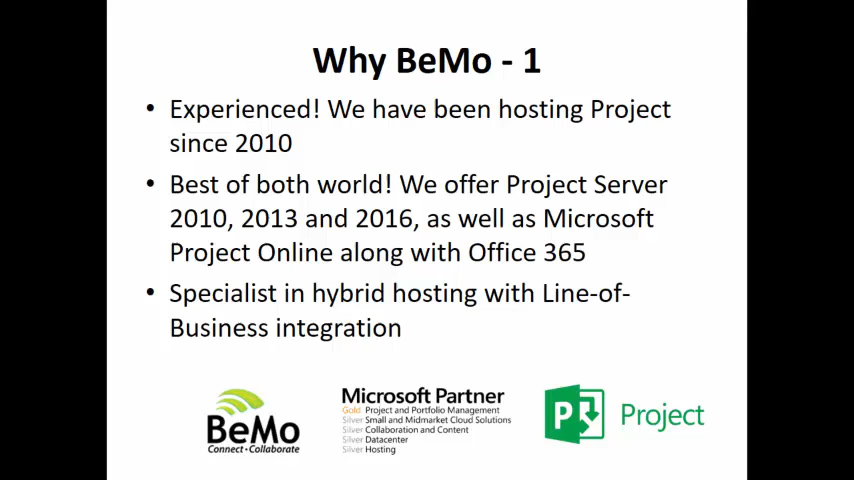 Why BeMo - 1
• Experienced! We have been hosting Project
since 2010
• Best of both world! We offer Project Server
2010, 2013 and 2016, as well as Microsoft
Project Online along with Office 365
• Specialist in hybrid hosting with Line-of-
Business integration
BeMo
Connect·Collaborate
Microsoft Partner
Gold Project and Portfolio Management
Silver Small and Midmarket Cloud Solutions
Silver Collaboration and Content
Silver Datacenter
Silver Hosting
P
Project